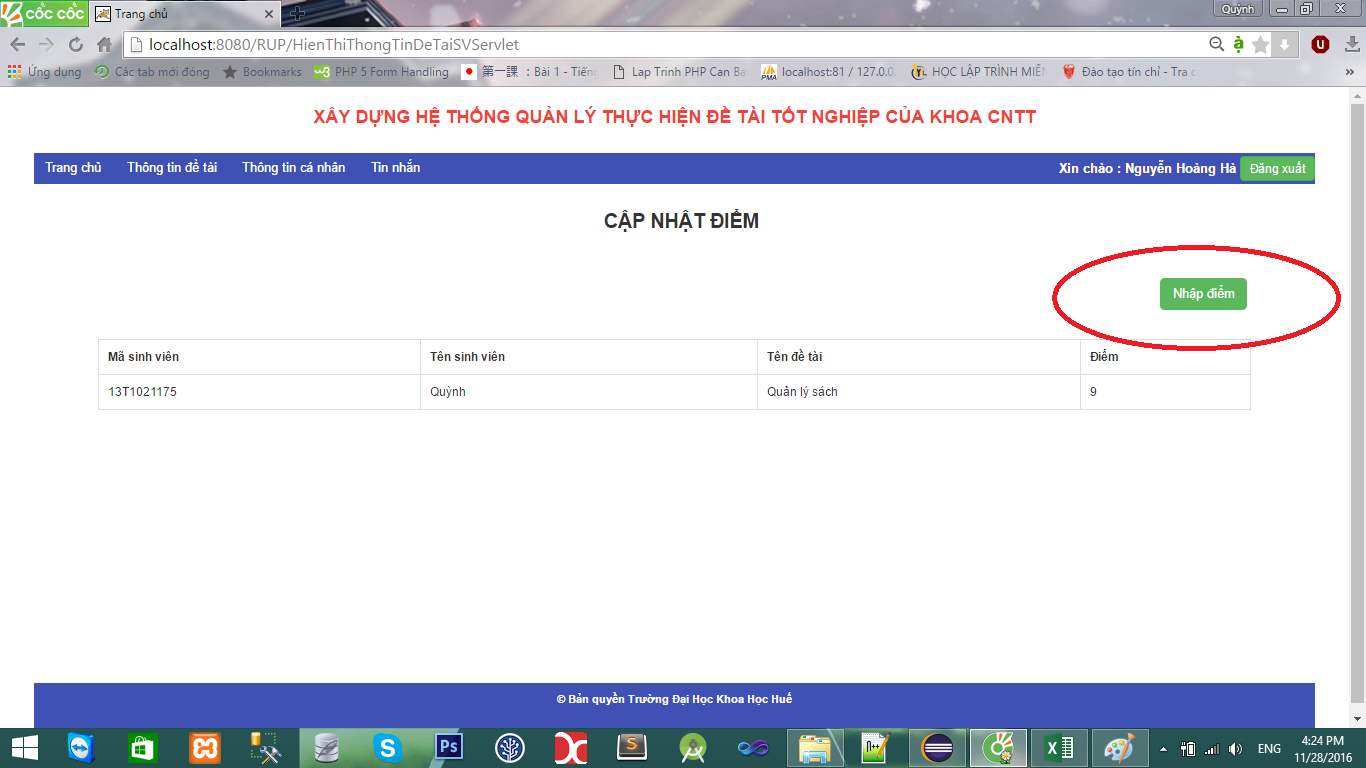 cốc cốc
Trang chủ
Quỳnh
localhost:8080/RUP/HienThiThongTinDeTaiSVServlet
Ứng dụng
Các tab mới đóng
Bookmarks
PHP 5 Form Handling
第一課 : Bài 1 - Tiếng
Lap Trinh PHP Can Ba
localhost:81 / 127.0.0.
HỌC LẬP TRÌNH MIỄN
Đào tạo tín chỉ - Tra c
XÂY DỰNG HỆ THỐNG QUẢN LÝ THỰC HIỆN ĐỀ TÀI TỐT NGHIỆP CỦA KHOA CNTT
Trang chủ
Thông tin đề tài
Thông tin cá nhân
Tin nhắn
Xin chào : Nguyễn Hoàng Hà
Đăng xuất
CẬP NHẬT ĐIỂM
Nhập điểm
Mã sinh viên
Tên sinh viên
Tên đề tài
Điểm
13T1021175
Quỳnh
Quản lý sách
9
© Bản quyền Trường Đại Học Khoa Học Huế
4:24 PM
ENG
11/28/2016